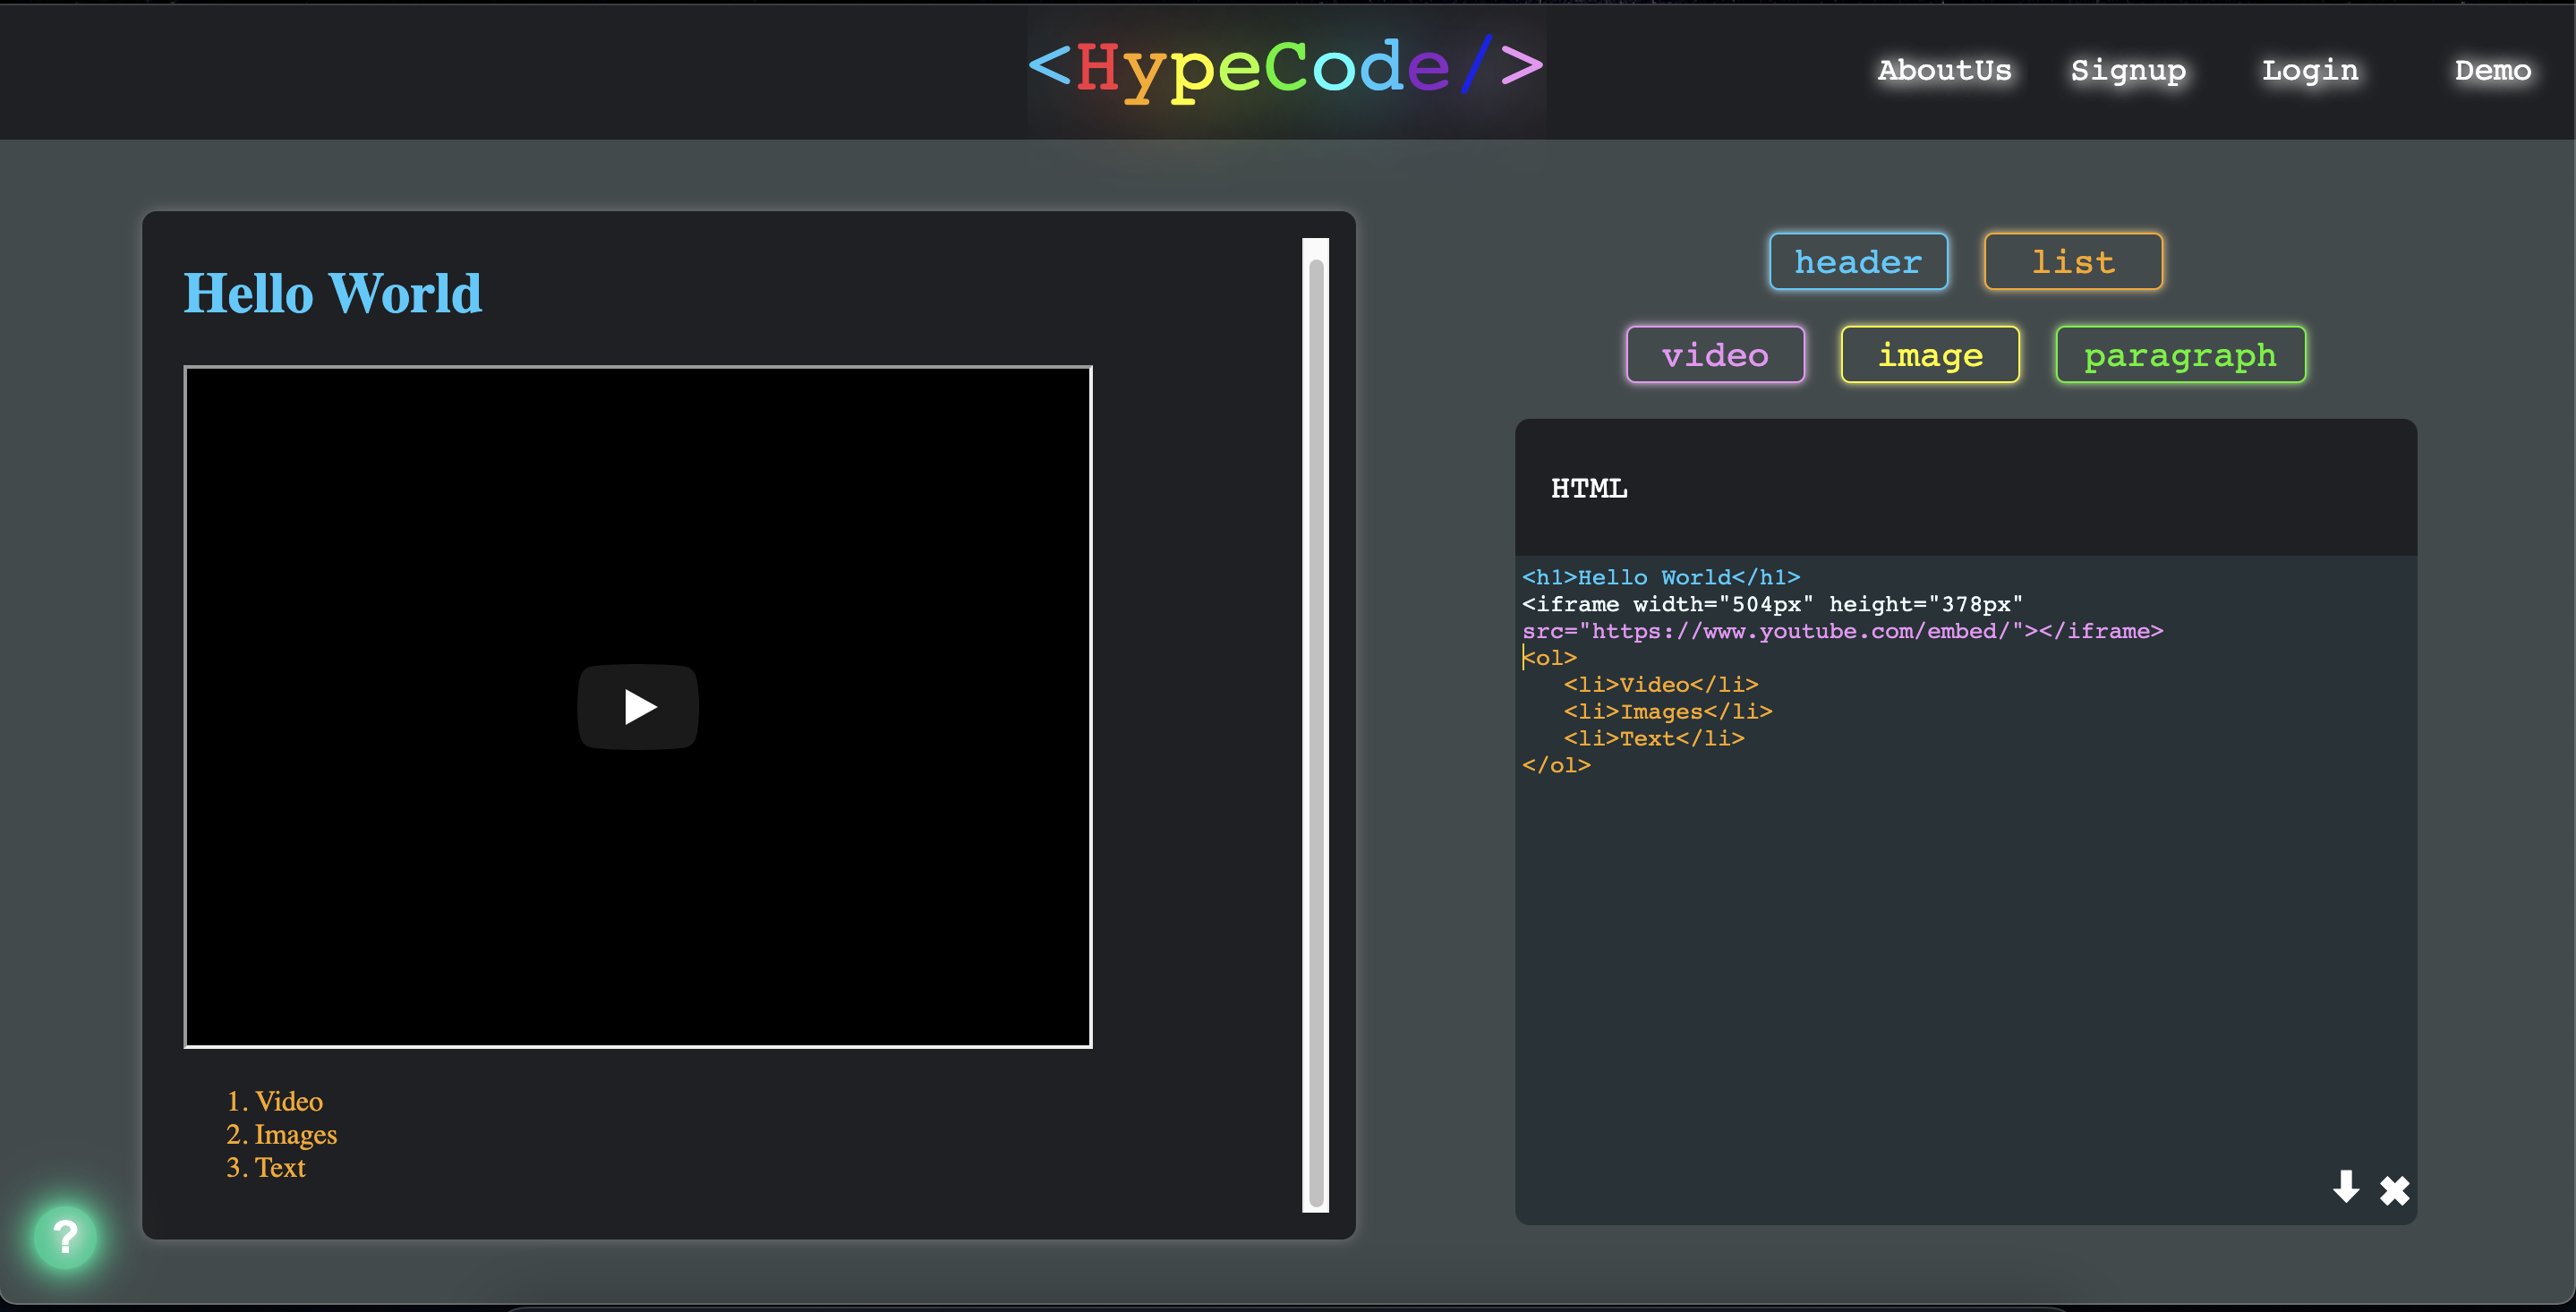 <HypeCode/>
AboutUs Signup Login Demo
Hello World
1. Video
2. Images
3. Text
?
header list
video image paragraph
HTML
<h1>Hello World</h1>
<iframe width="504px" height="378px"
src="https://www.youtube.com/embed/"></iframe>
<ol>
   <li>Video</li>
   <li>Images</li>
   <li>Text</li>
</ol>